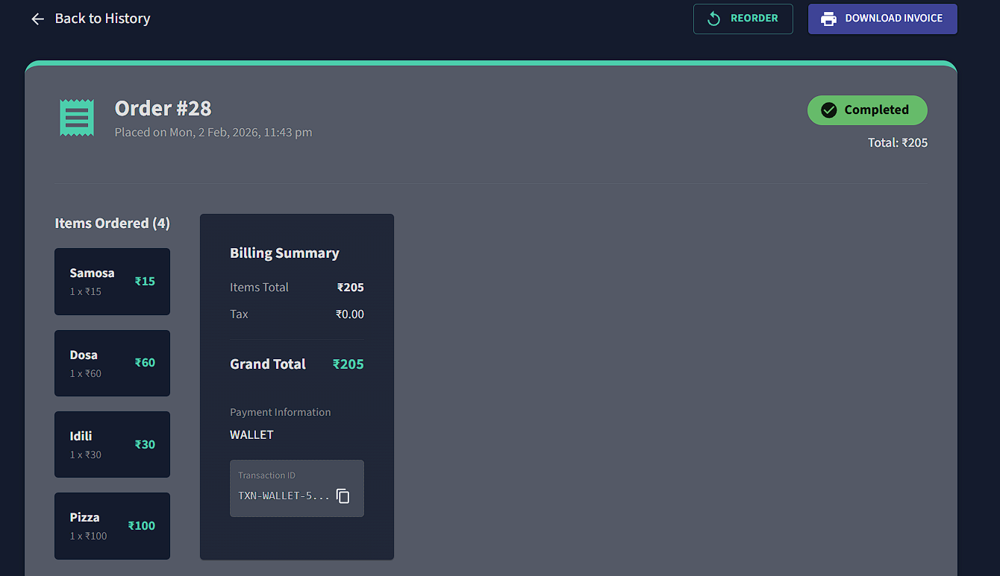 Back to History
REORDER
DOWNLOAD INVOICE
Order #28
Placed on Mon, 2 Feb, 2026, 11:43 pm
Completed
Total: ₹205
Items Ordered (4)
Samosa
1 x ₹15
₹15
Dosa
1 x ₹60
₹60
Idili
1 x ₹30
₹30
Pizza
1 x ₹100
₹100
Billing Summary
Items Total ₹205
Tax ₹0.00
Grand Total ₹205
Payment Information
WALLET
Transaction ID
TXN-WALLET-5...